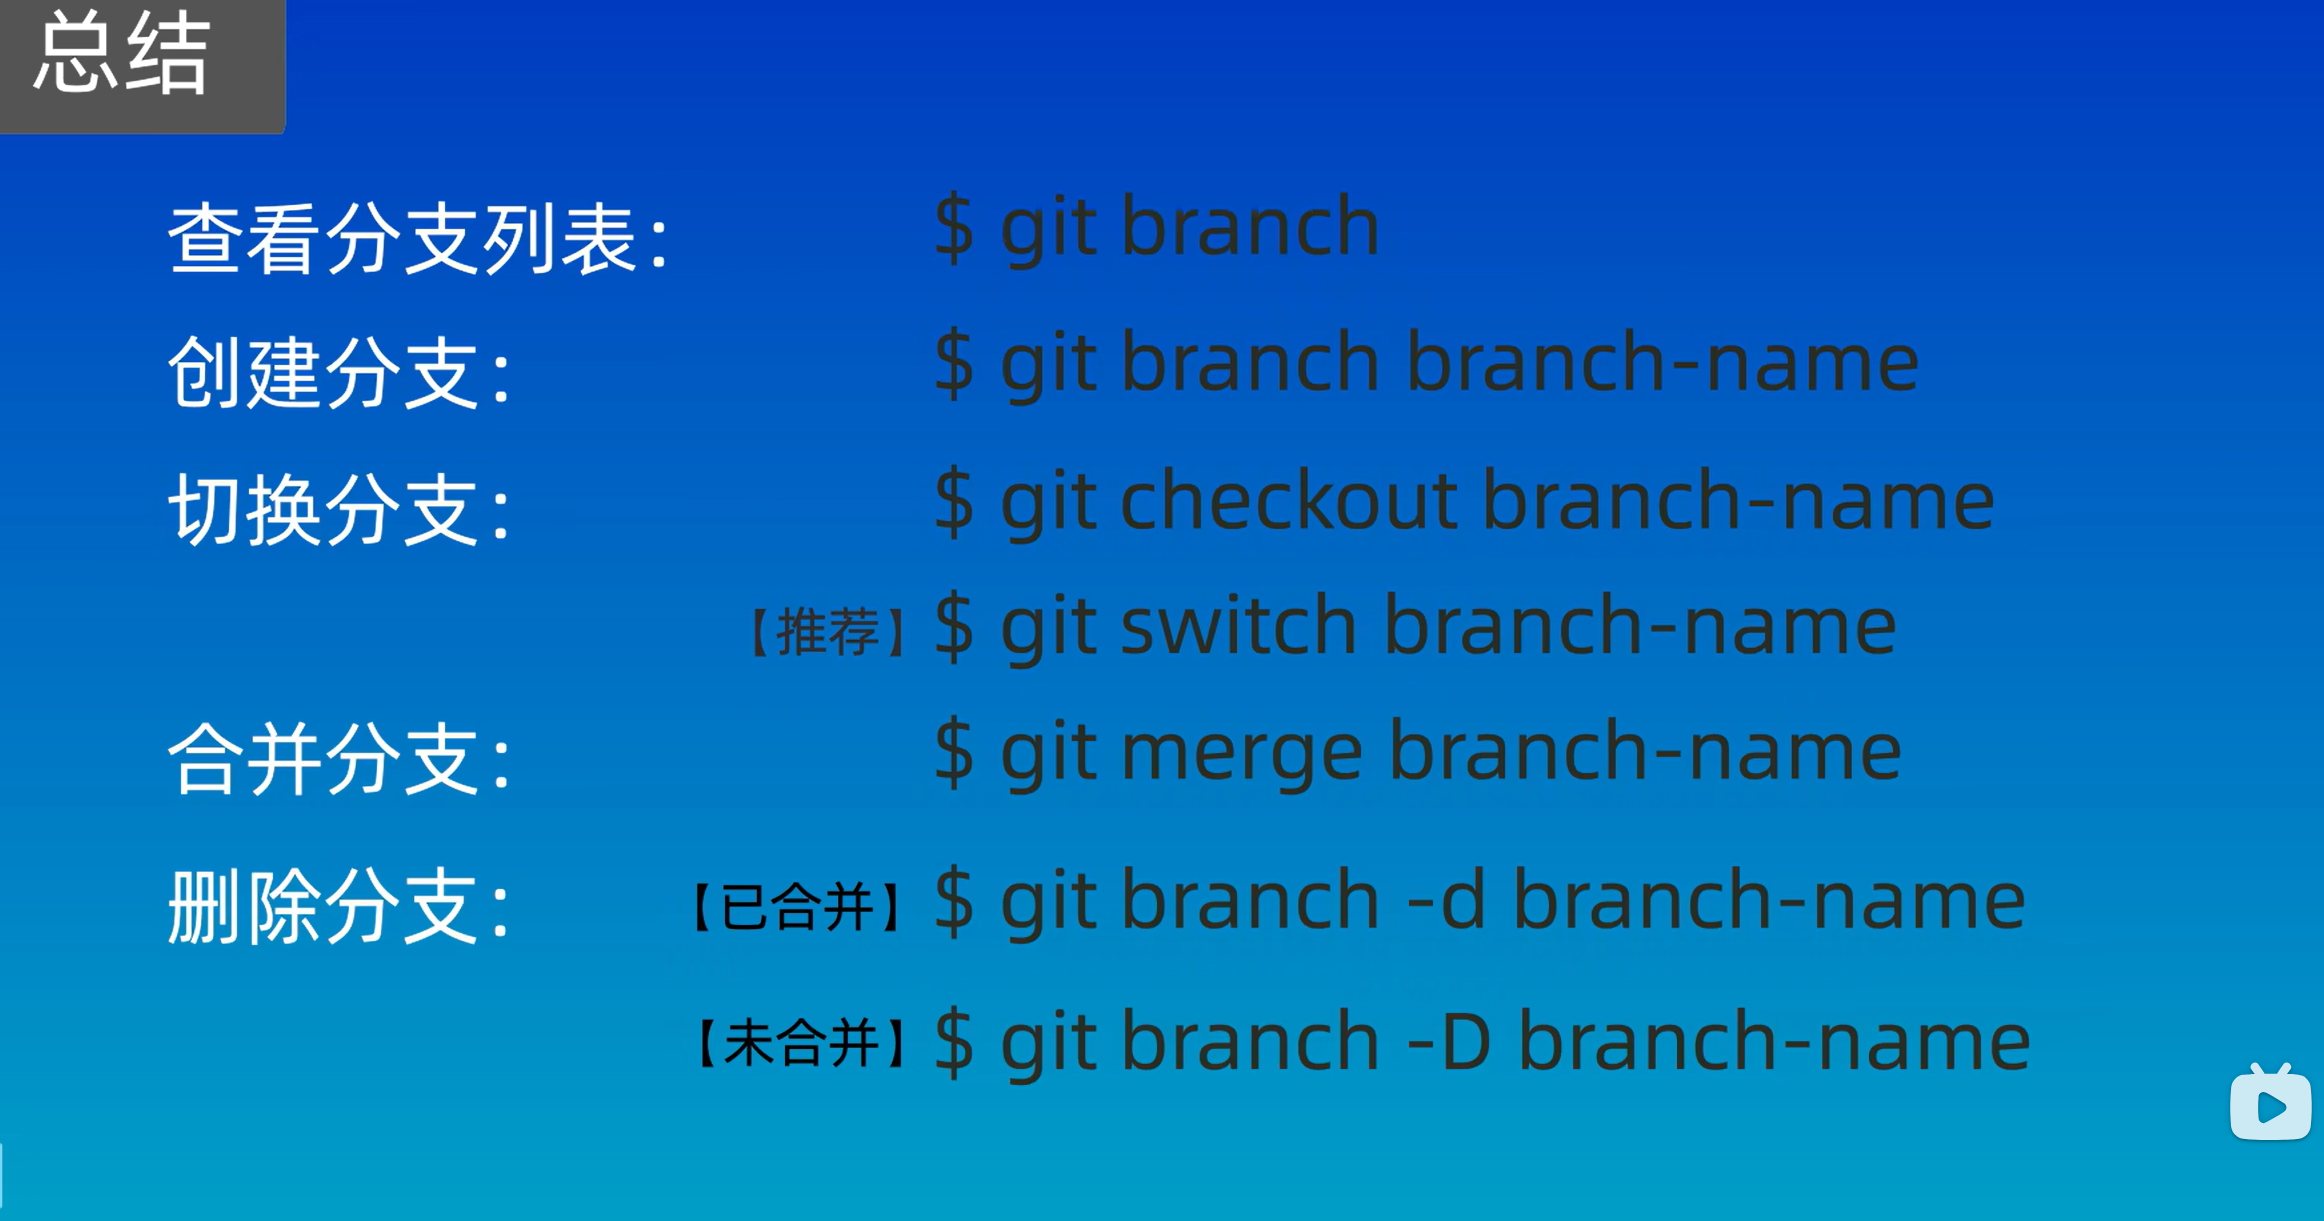 总结
查看分支列表： $ git branch
创建分支： $ git branch branch-name
切换分支： $ git checkout branch-name
【推荐】 $ git switch branch-name
合并分支： $ git merge branch-name
删除分支： 【已合并】 $ git branch -d branch-name
【未合并】 $ git branch -D branch-name